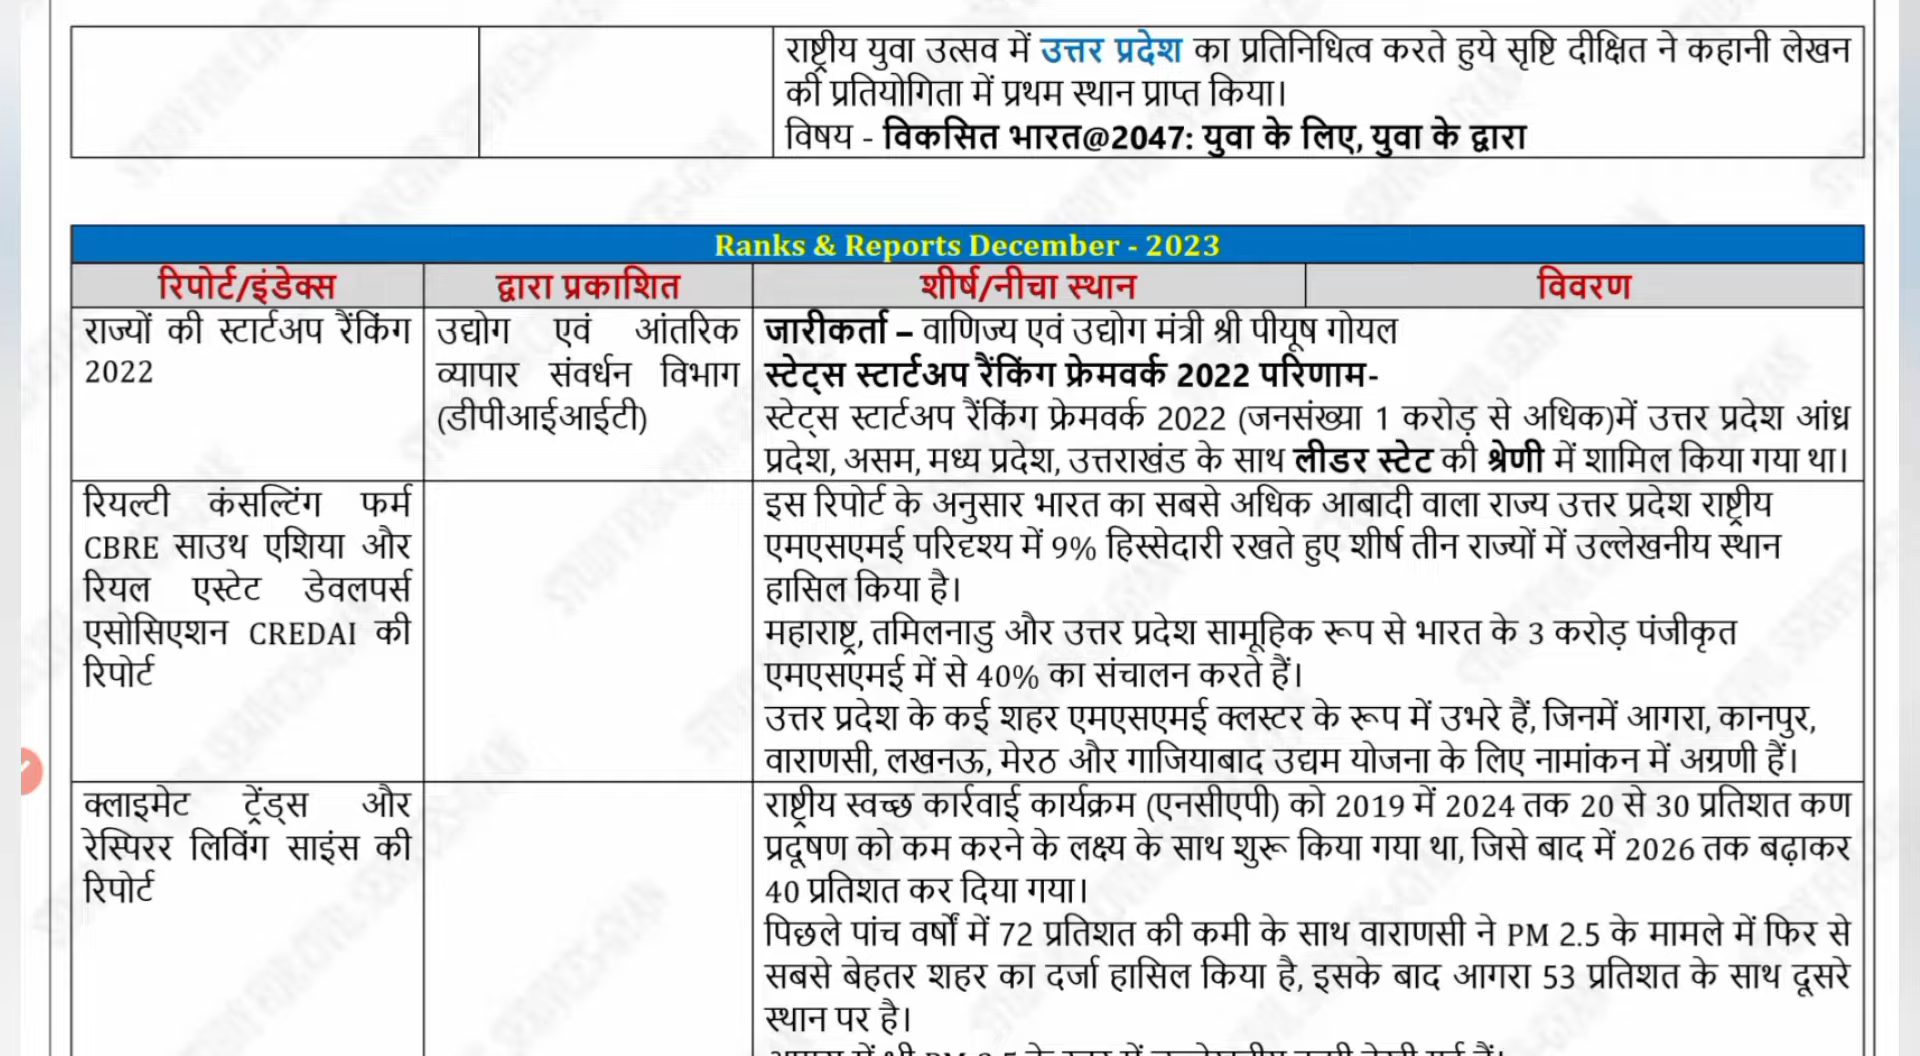 राष्ट्रीय युवा उत्सव में उत्तर प्रदेश का प्रतिनिधित्व करते हुये सृष्टि दीक्षित ने कहानी लेखन
की प्रतियोगिता में प्रथम स्थान प्राप्त किया।
विषय - विकसित भारत@2047: युवा के लिए, युवा के द्वारा
Ranks & Reports December - 2023
रिपोर्ट/इंडेक्स
द्वारा प्रकाशित
शीर्ष/नीचा स्थान
विवरण
राज्यों की स्टार्टअप रैंकिंग
2022
उद्योग एवं आंतरिक
व्यापार संवर्धन विभाग
(डीपीआईआईटी)
जारीकर्ता – वाणिज्य एवं उद्योग मंत्री श्री पीयूष गोयल
स्टेट्स स्टार्टअप रैंकिंग फ्रेमवर्क 2022 परिणाम-
स्टेट्स स्टार्टअप रैंकिंग फ्रेमवर्क 2022 (जनसंख्या 1 करोड़ से अधिक)में उत्तर प्रदेश आंध्र
प्रदेश, असम, मध्य प्रदेश, उत्तराखंड के साथ लीडर स्टेट की श्रेणी में शामिल किया गया था।
रियल्टी कंसल्टिंग फर्म
CBRE साउथ एशिया और
रियल एस्टेट डेवलपर्स
एसोसिएशन CREDAI की
रिपोर्ट
इस रिपोर्ट के अनुसार भारत का सबसे अधिक आबादी वाला राज्य उत्तर प्रदेश राष्ट्रीय
एमएसएमई परिदृश्य में 9% हिस्सेदारी रखते हुए शीर्ष तीन राज्यों में उल्लेखनीय स्थान
हासिल किया है।
महाराष्ट्र, तमिलनाडु और उत्तर प्रदेश सामूहिक रूप से भारत के 3 करोड़ पंजीकृत
एमएसएमई में से 40% का संचालन करते हैं।
उत्तर प्रदेश के कई शहर एमएसएमई क्लस्टर के रूप में उभरे हैं, जिनमें आगरा, कानपुर,
वाराणसी, लखनऊ, मेरठ और गाजियाबाद उद्यम योजना के लिए नामांकन में अग्रणी हैं।
क्लाइमेट ट्रेंड्स और
रेस्पिरर लिविंग साइंस की
रिपोर्ट
राष्ट्रीय स्वच्छ कार्रवाई कार्यक्रम (एनसीएपी) को 2019 में 2024 तक 20 से 30 प्रतिशत कण
प्रदूषण को कम करने के लक्ष्य के साथ शुरू किया गया था, जिसे बाद में 2026 तक बढ़ाकर
40 प्रतिशत कर दिया गया।
पिछले पांच वर्षों में 72 प्रतिशत की कमी के साथ वाराणसी ने PM 2.5 के मामले में फिर से
सबसे बेहतर शहर का दर्जा हासिल किया है, इसके बाद आगरा 53 प्रतिशत के साथ दूसरे
स्थान पर है।